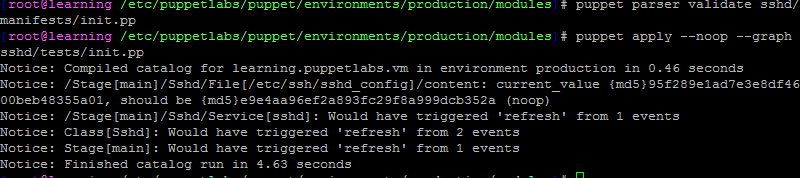 [root@learning /etc/puppetlabs/puppet/environments/production/modules]# puppet parser validate sshd/
manifests/init.pp
[root@learning /etc/puppetlabs/puppet/environments/production/modules]# puppet apply --noop --graph
sshd/tests/init.pp
Notice: Compiled catalog for learning.puppetlabs.vm in environment production in 0.46 seconds
Notice: /Stage[main]/Sshd/File[/etc/ssh/sshd_config]/content: current_value {md5}95f289e1ad7e3e8df46
00beb48355a01, should be {md5}e9e4aa96ef2a893fc29f8a999dcb352a (noop)
Notice: /Stage[main]/Sshd/Service[sshd]: Would have triggered 'refresh' from 1 events
Notice: Class[Sshd]: Would have triggered 'refresh' from 2 events
Notice: Stage[main]: Would have triggered 'refresh' from 1 events
Notice: Finished catalog run in 4.63 seconds
[root@learning /etc/puppetlabs/puppet/environments/production/modules]#